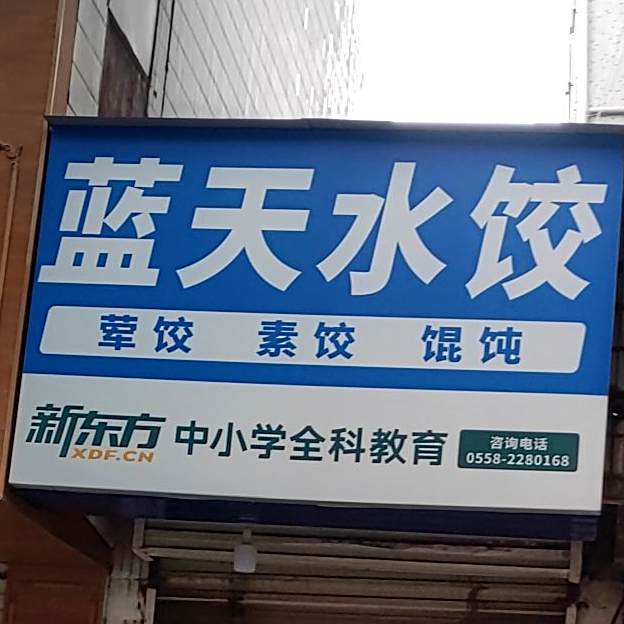 蓝天水饺
荤饺 素饺 馄饨
新东方 XDF.CN 中小学全科教育 咨询电话 0558-2280168